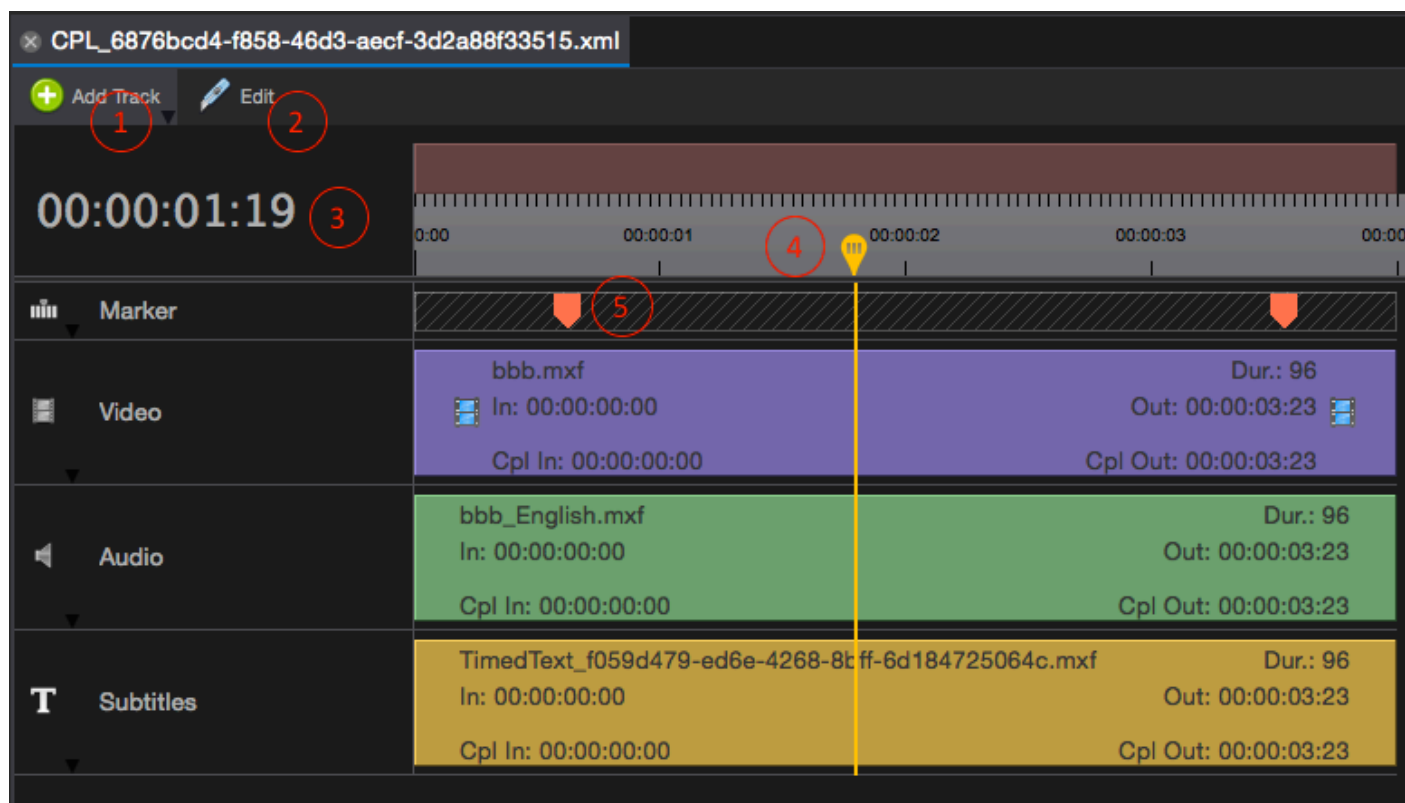 CPL_6876bcd4-f858-46d3-aecf-3d2a88f33515.xml
Add Track Edit
1 2
00:00:01:19 3
0:00 00:00:01 4 00:00:02 00:00:03 00:00
Marker 5
bbb.mxf Dur.: 96
Video In: 00:00:00:00 Out: 00:00:03:23
Cpl In: 00:00:00:00 Cpl Out: 00:00:03:23
bbb_English.mxf Dur.: 96
Audio In: 00:00:00:00 Out: 00:00:03:23
Cpl In: 00:00:00:00 Cpl Out: 00:00:03:23
TimedText_f059d479-ed6e-4268-8bff-6d184725064c.mxf Dur.: 96
T Subtitles In: 00:00:00:00 Out: 00:00:03:23
Cpl In: 00:00:00:00 Cpl Out: 00:00:03:23